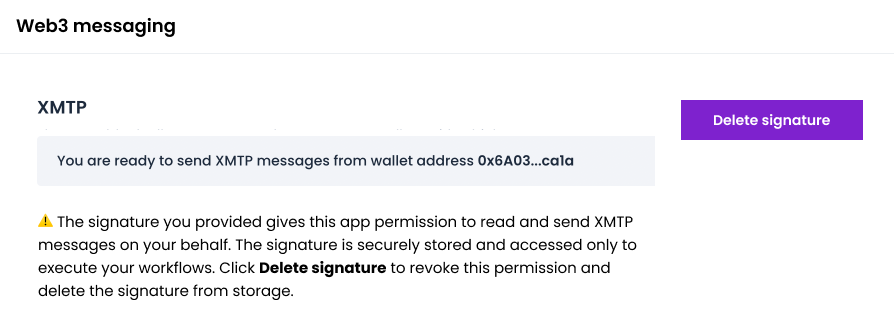 Web3 messaging
XMTP
Delete signature
You are ready to send XMTP messages from wallet address 0x6A03...ca1a
⚠️ The signature you provided gives this app permission to read and send XMTP
messages on your behalf. The signature is securely stored and accessed only to
execute your workflows. Click Delete signature to revoke this permission and
delete the signature from storage.